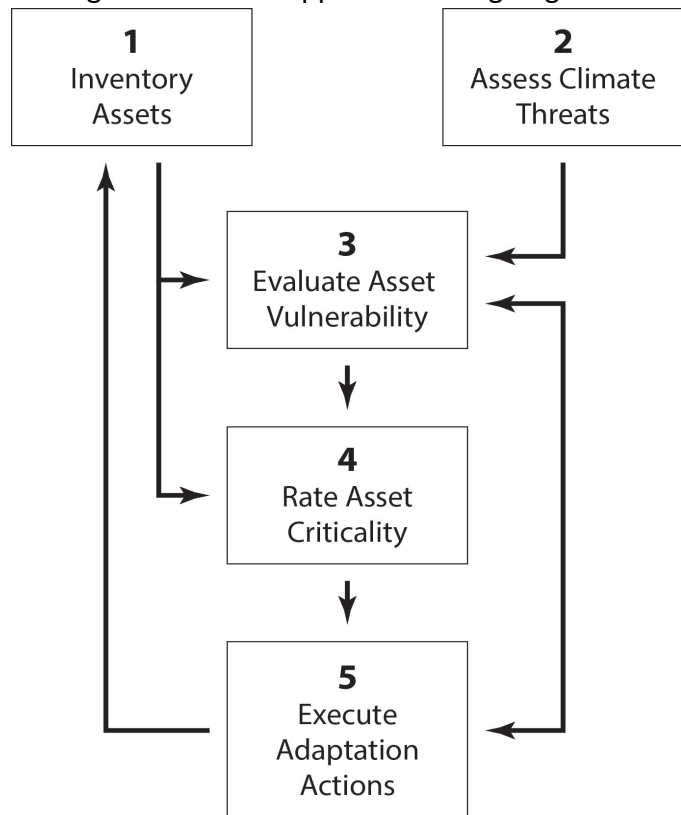 1
Inventory
Assets
2
Assess Climate
Threats
3
Evaluate Asset
Vulnerability
4
Rate Asset
Criticality
5
Execute
Adaptation
Actions